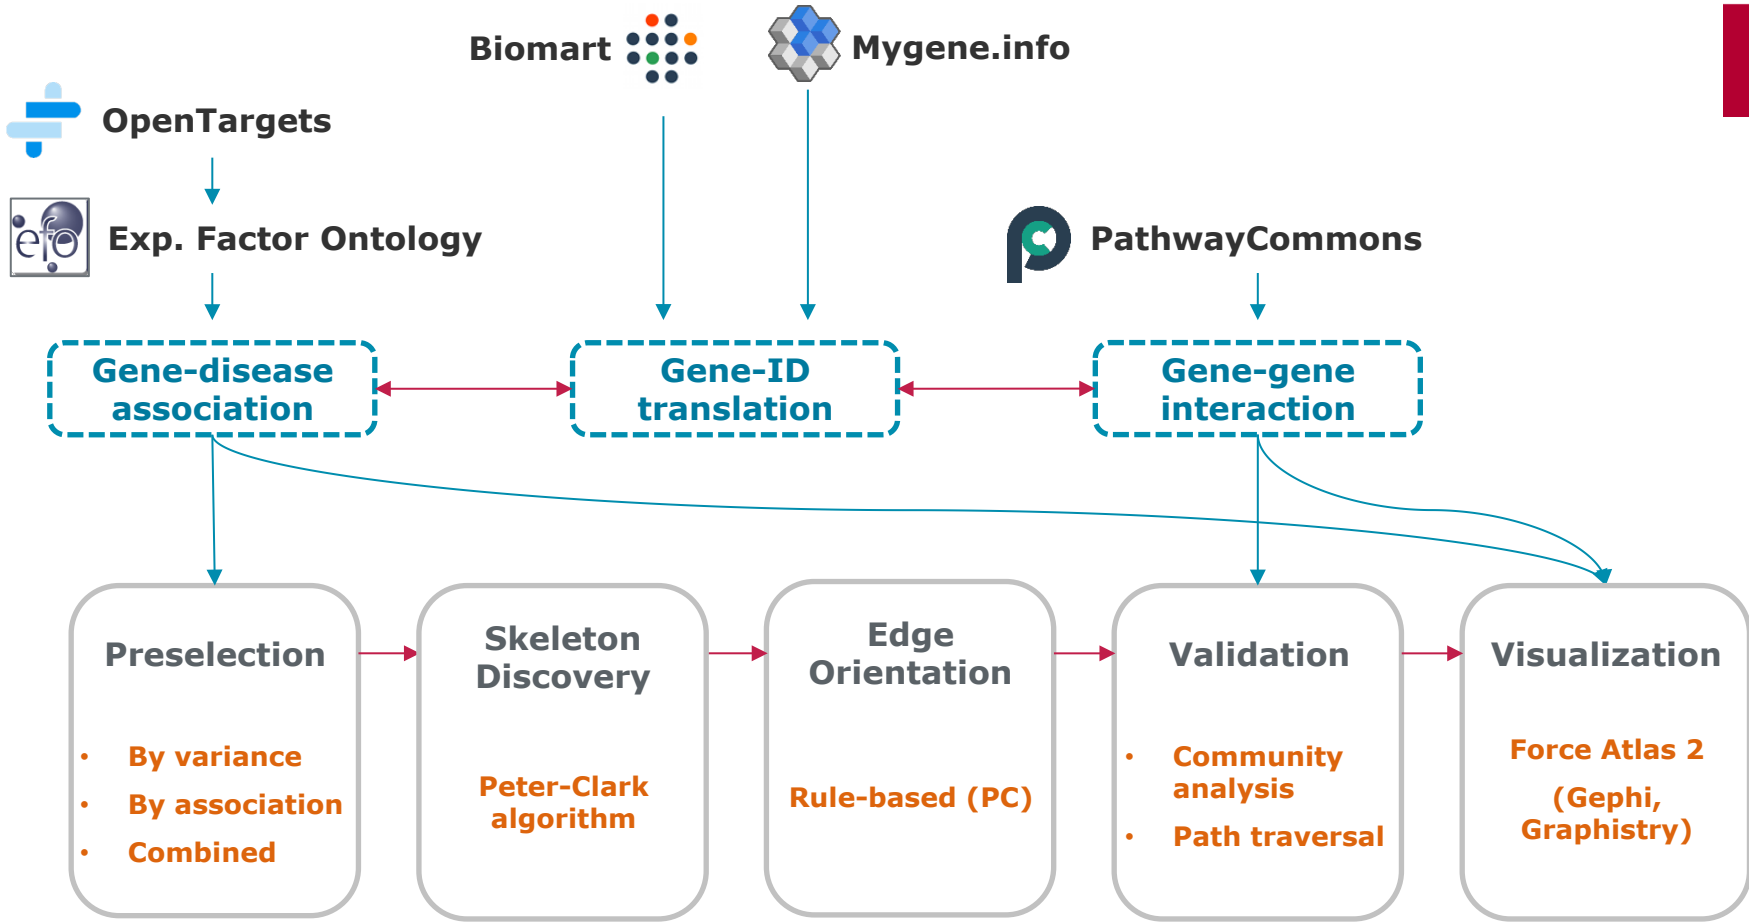 Biomart
Mygene.info
OpenTargets
efo
Exp. Factor Ontology
PathwayCommons
Gene-disease
association
Gene-ID
translation
Gene-gene
interaction
Preselection
• By variance
• By association
• Combined
Skeleton
Discovery
Peter-Clark
algorithm
Edge
Orientation
Rule-based (PC)
Validation
• Community
analysis
• Path traversal
Visualization
Force Atlas 2
(Gephi,
Graphistry)